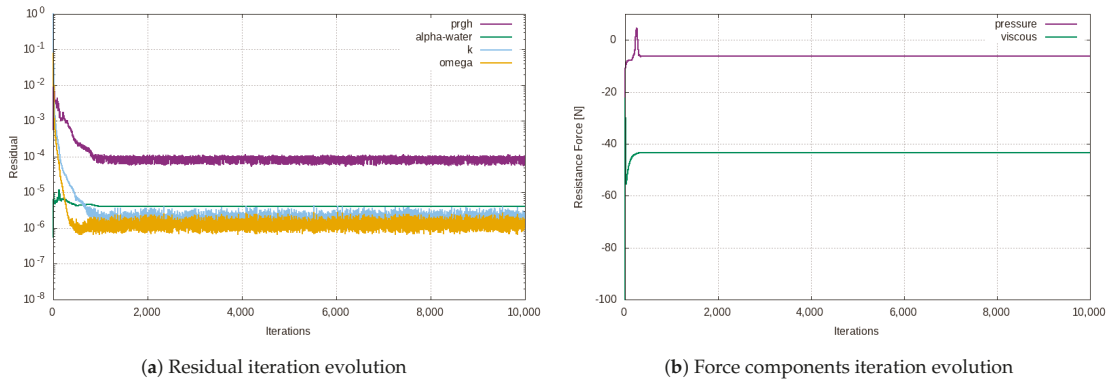 10^0
10^-1
10^-2
10^-3
10^-4
10^-5
10^-6
10^-7
10^-8
Residual
prgh
alpha-water
k
omega
0 2,000 4,000 6,000 8,000 10,000
Iterations
(a) Residual iteration evolution
0
-20
-40
-60
-80
-100
Resistance Force [N]
pressure
viscous
0 2,000 4,000 6,000 8,000 10,000
Iterations
(b) Force components iteration evolution